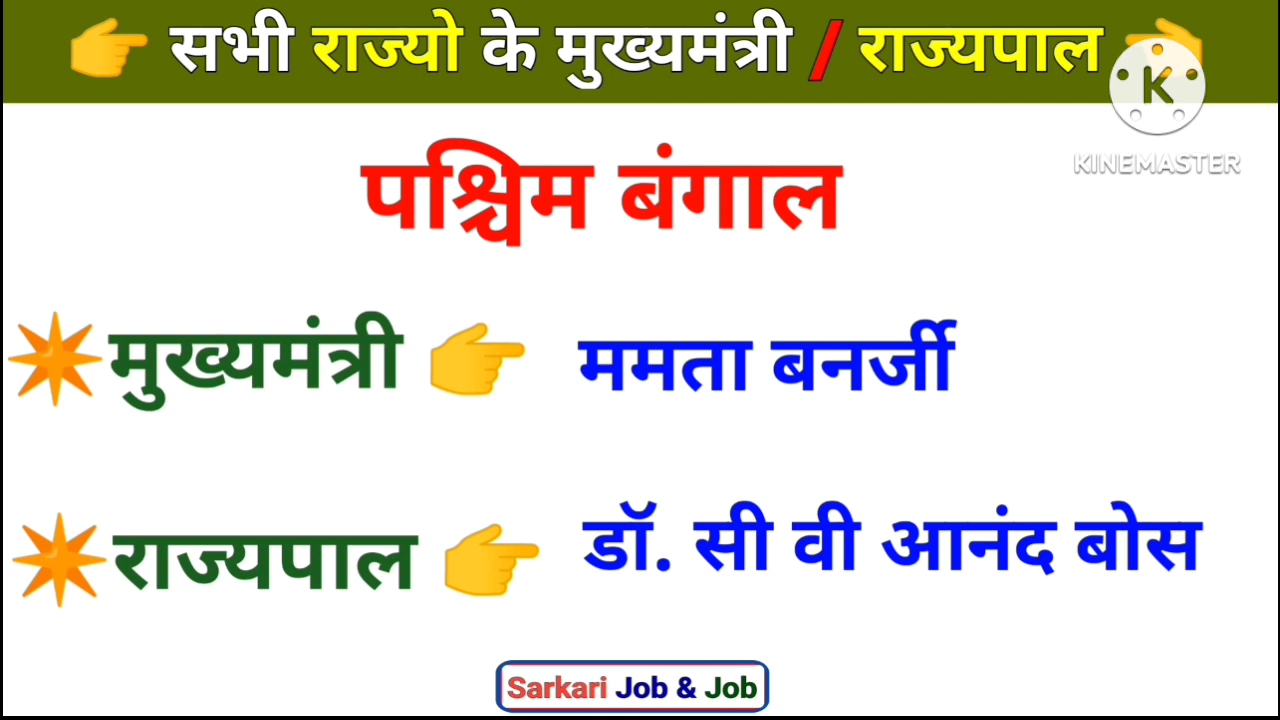 👉 सभी राज्यो के मुख्यमंत्री / राज्यपाल 👈
K
KINEMASTER
पश्चिम बंगाल
✴मुख्यमंत्री 👉 ममता बनर्जी
✴राज्यपाल 👉 डॉ. सी वी आनंद बोस
Sarkari Job & Job